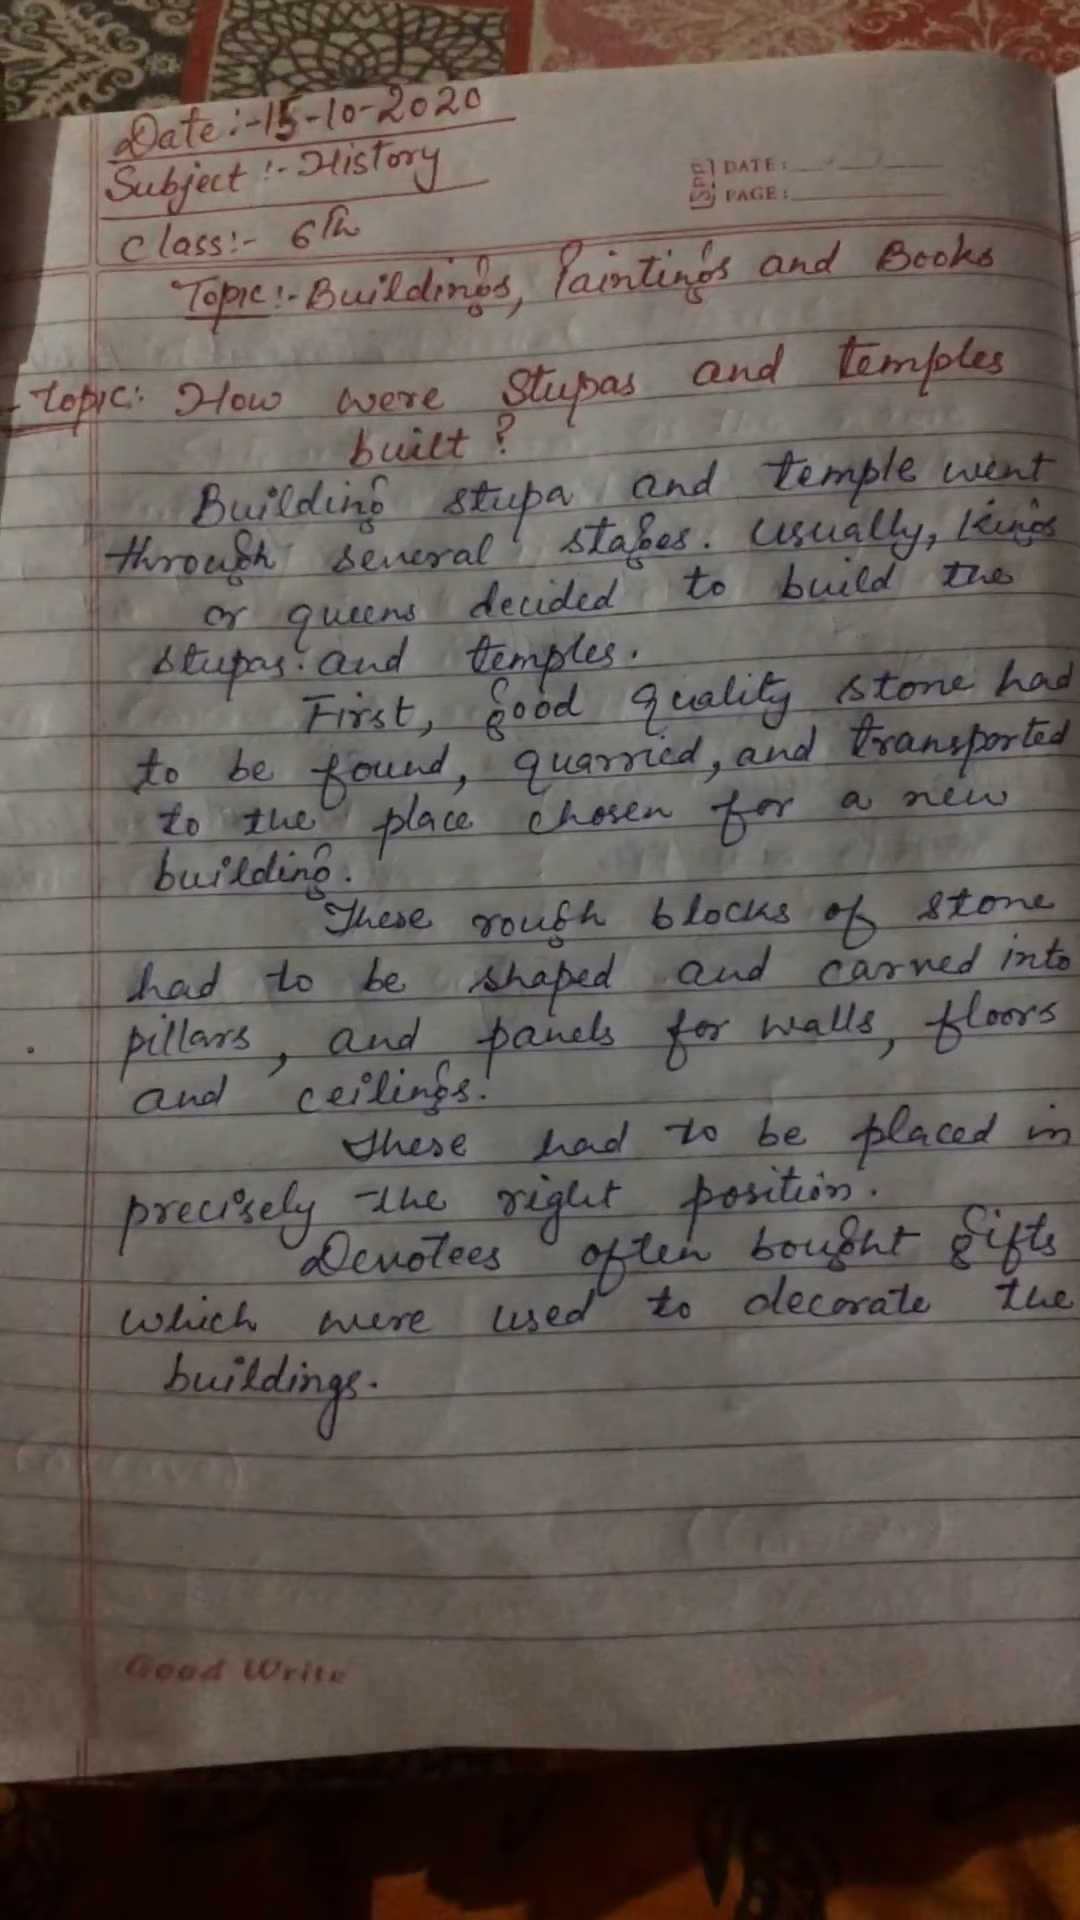 Date:-15-10-2020
Subject:-History
DATE:
PAGE:
Class:- 6th
Topic:-Buildings, Paintings and Books
Topic: How were Stupas and temples
built?
Building stupa and temple went
through several stages. Usually, kings
or queens decided to build the
stupas and temples.
First, good quality stone had
to be found, quarried, and transported
to the place chosen for a new
building.
These rough blocks of stone
had to be shaped and carved into
pillars, and panels for walls, floors
and ceilings.
These had to be placed in
precisely the right position.
Devotees often bought gifts
which were used to decorate the
buildings.
Good Write